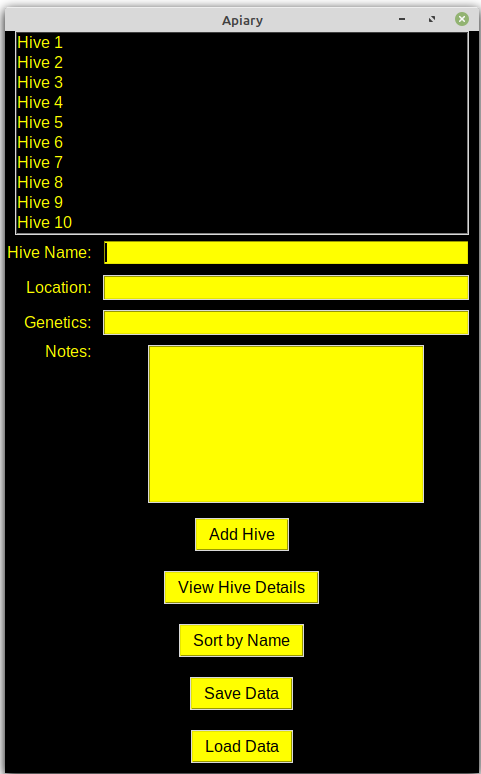 Apiary
Hive 1
Hive 2
Hive 3
Hive 4
Hive 5
Hive 6
Hive 7
Hive 8
Hive 9
Hive 10
Hive Name:
Location:
Genetics:
Notes:
Add Hive
View Hive Details
Sort by Name
Save Data
Load Data